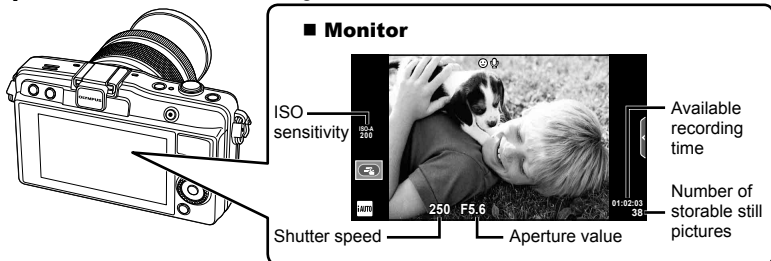 ■ Monitor
OLYMPUS
ISO sensitivity
ISO-A
200
Available recording time
iAUTO
250 F5.6
01:02:03
38
Number of storable still pictures
Shutter speed
Aperture value